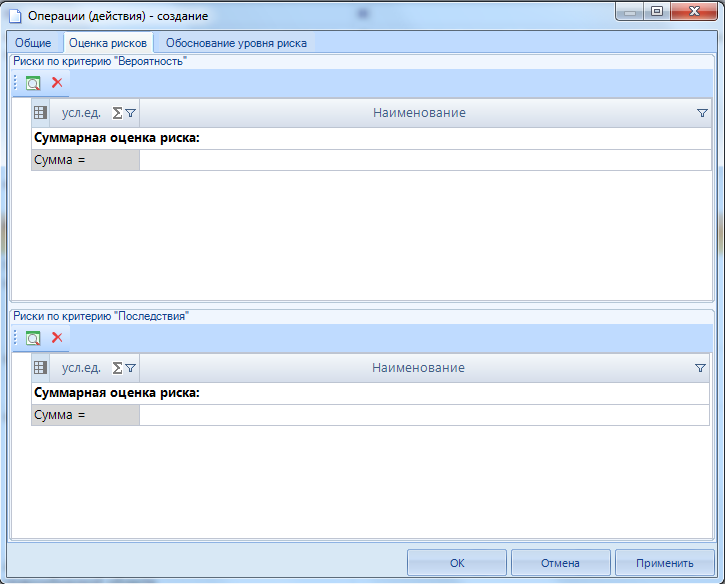 Операции (действия) - создание
Общие Оценка рисков Обоснование уровня риска
Риски по критерию "Вероятность"
усл.ед. Σ Наименование
Суммарная оценка риска:
Сумма =
Риски по критерию "Последствия"
усл.ед. Σ Наименование
Суммарная оценка риска:
Сумма =
ОК Отмена Применить